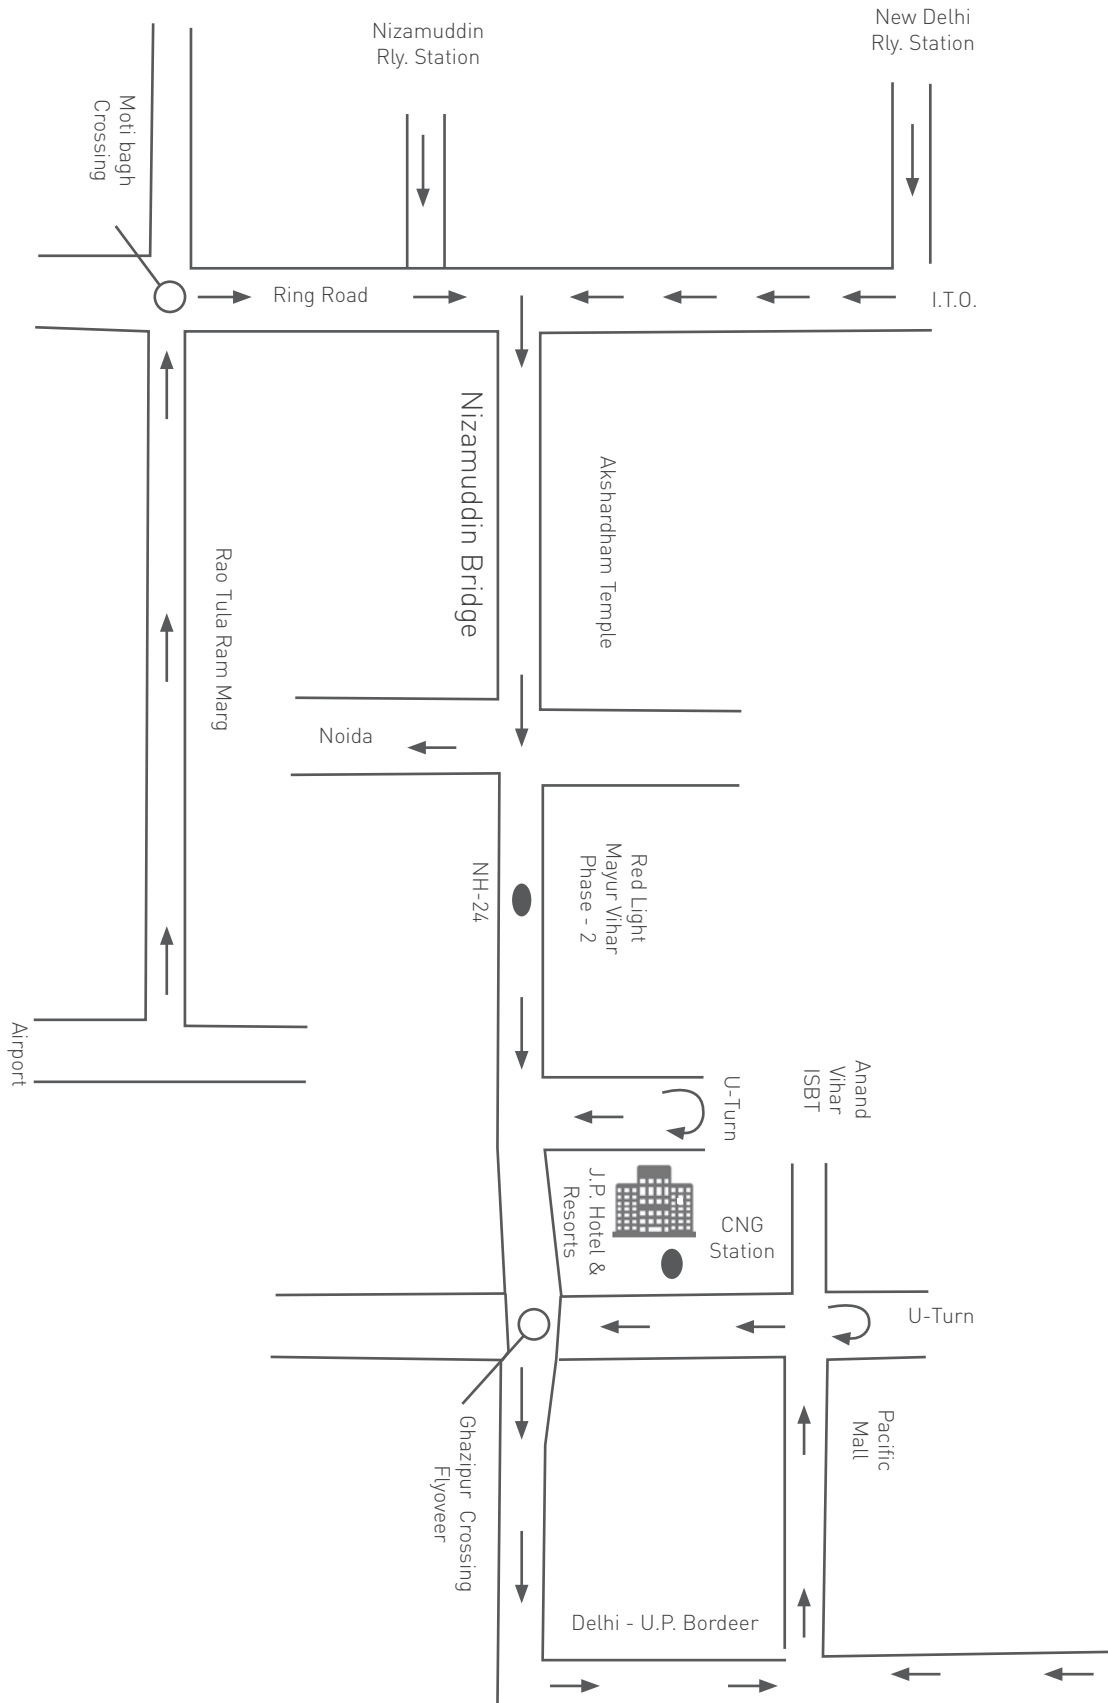 Nizamuddin
Rly. Station
New Delhi
Rly. Station
Moti bagh
Crossing
Ring Road
I.T.O.
Nizamuddin Bridge
Akshardham Temple
Rao Tula Ram Marg
Noida
NH-24
Red Light
Mayur Vihar
Phase - 2
Airport
U-Turn
Anand
Vihar
ISBT
J.P. Hotel &
Resorts
CNG
Station
U-Turn
Ghazipur Crossing
Flyoveer
Pacific
Mall
Delhi - U.P. Bordeer